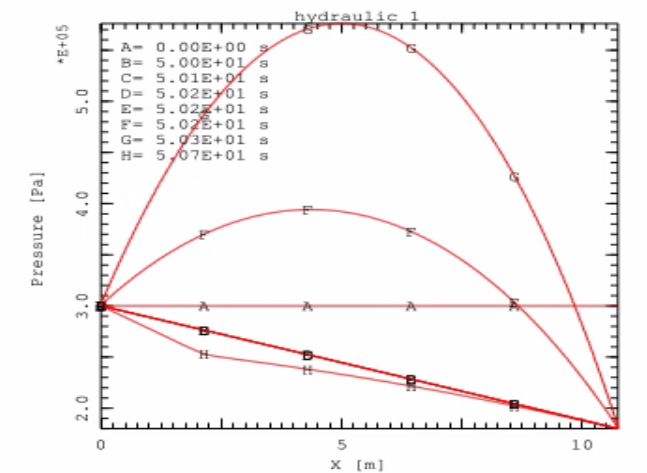 hydraulic 1
*E+05
A= 0.00E+00 s
B= 5.00E+01 s
C= 5.01E+01 s
D= 5.02E+01 s
E= 5.02E+01 s
F= 5.02E+01 s
G= 5.03E+01 s
H= 5.07E+01 s
5.0
4.0
3.0
2.0
Pressure [Pa]
G
G
G
G
F
F
F
F
A
A
A
A
H
H
H
0
5
10
X [m]